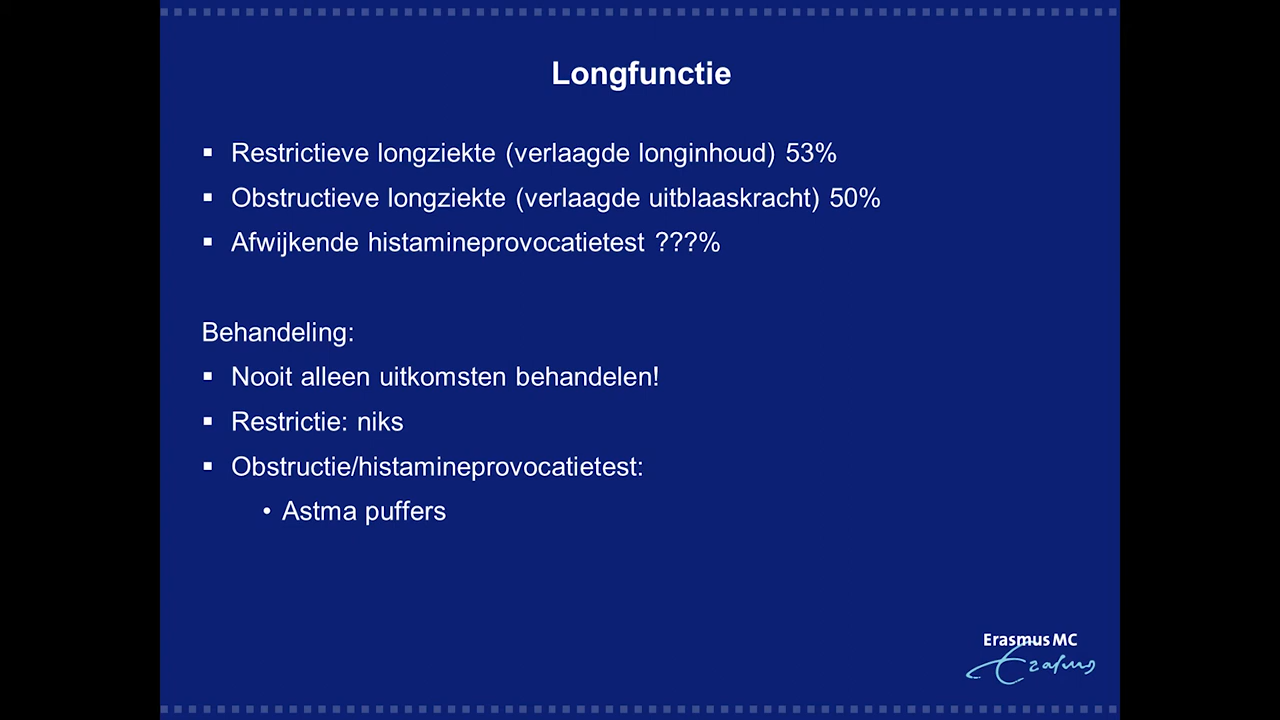 Longfunctie
▪ Restrictieve longziekte (verlaagde longinhoud) 53%
▪ Obstructieve longziekte (verlaagde uitblaaskracht) 50%
▪ Afwijkende histamineprovocatietest ???%
Behandeling:
▪ Nooit alleen uitkomsten behandelen!
▪ Restrictie: niks
▪ Obstructie/histamineprovocatietest:
• Astma puffers
Erasmus MC
Erasmus